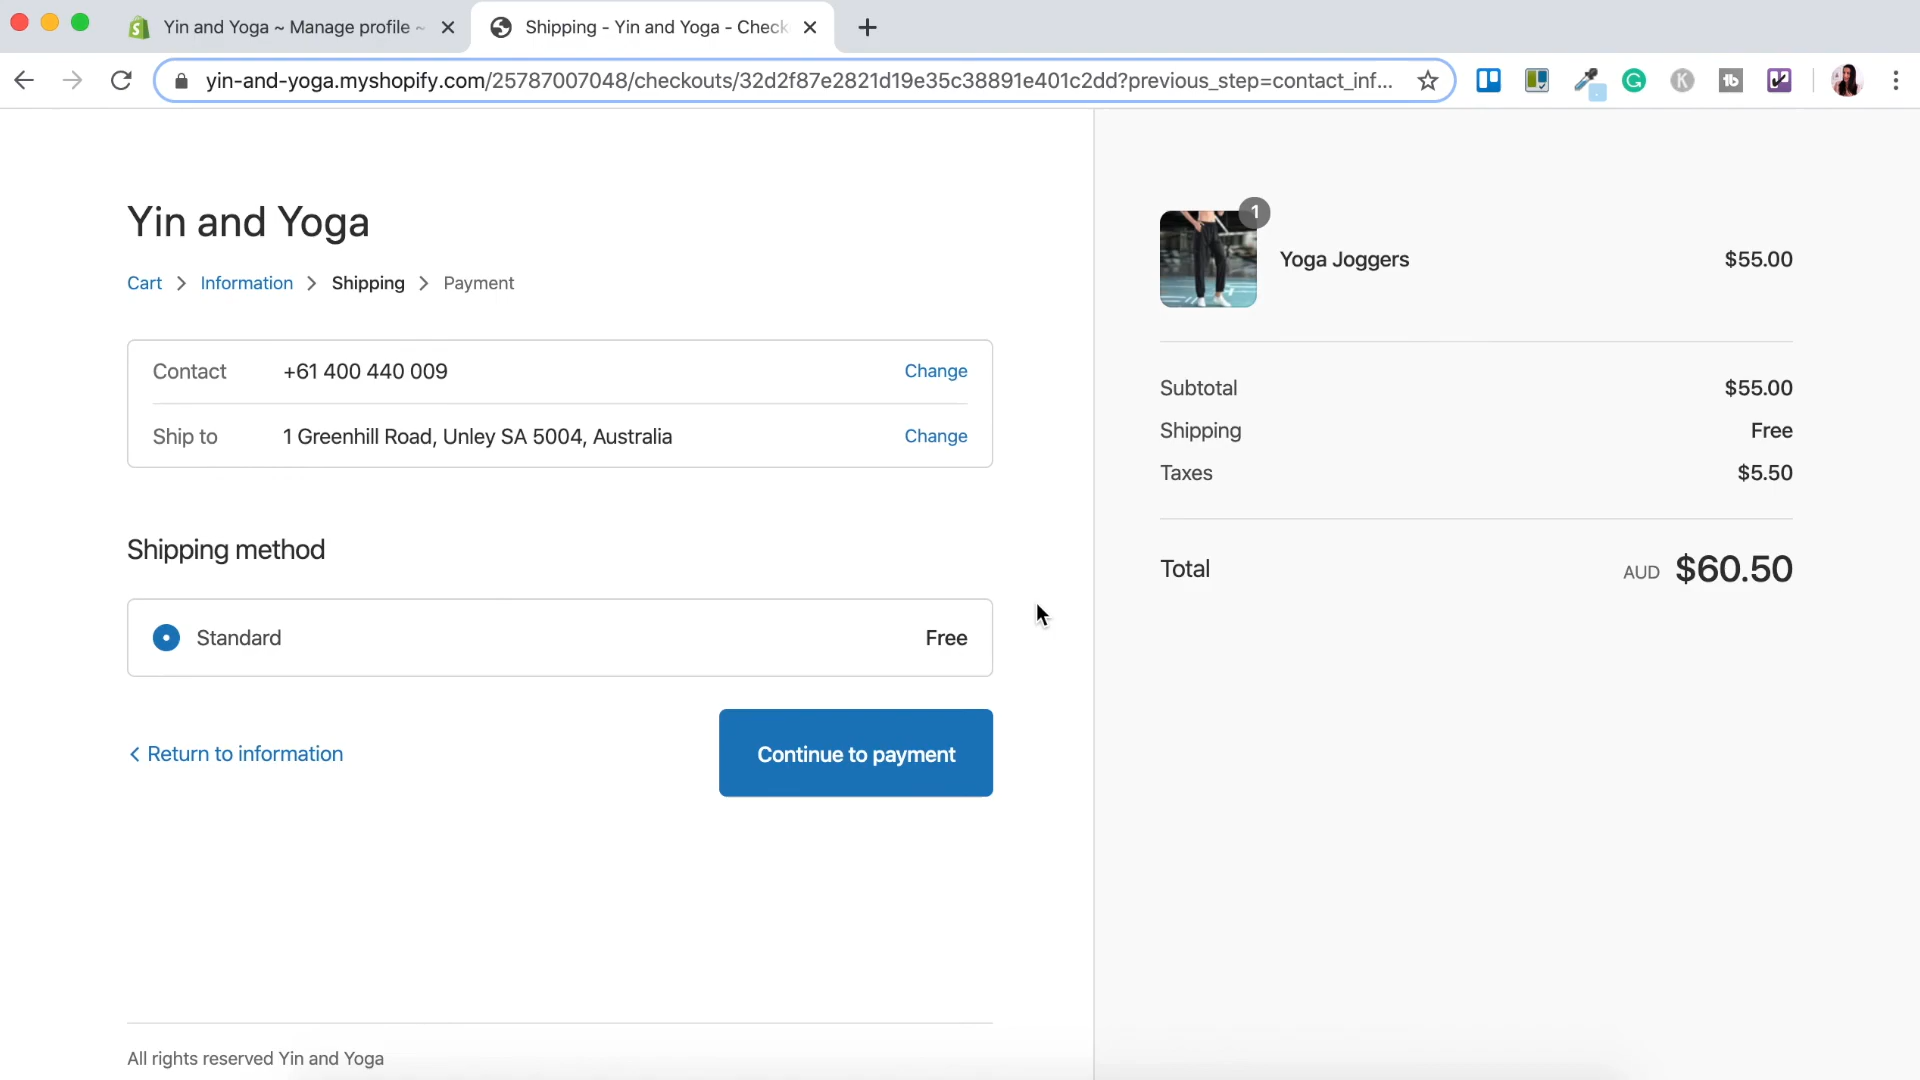 Yin and Yoga ~ Manage profile ~
Shipping - Yin and Yoga - Check
yin-and-yoga.myshopify.com/25787007048/checkouts/32d2f87e2821d19e35c38891e401c2dd?previous_step=contact_inf...
Yin and Yoga
Cart > Information > Shipping > Payment
Contact +61 400 440 009 Change
Ship to 1 Greenhill Road, Unley SA 5004, Australia Change
Shipping method
Standard Free
< Return to information
Continue to payment
All rights reserved Yin and Yoga
1
Yoga Joggers $55.00
Subtotal $55.00
Shipping Free
Taxes $5.50
Total AUD $60.50